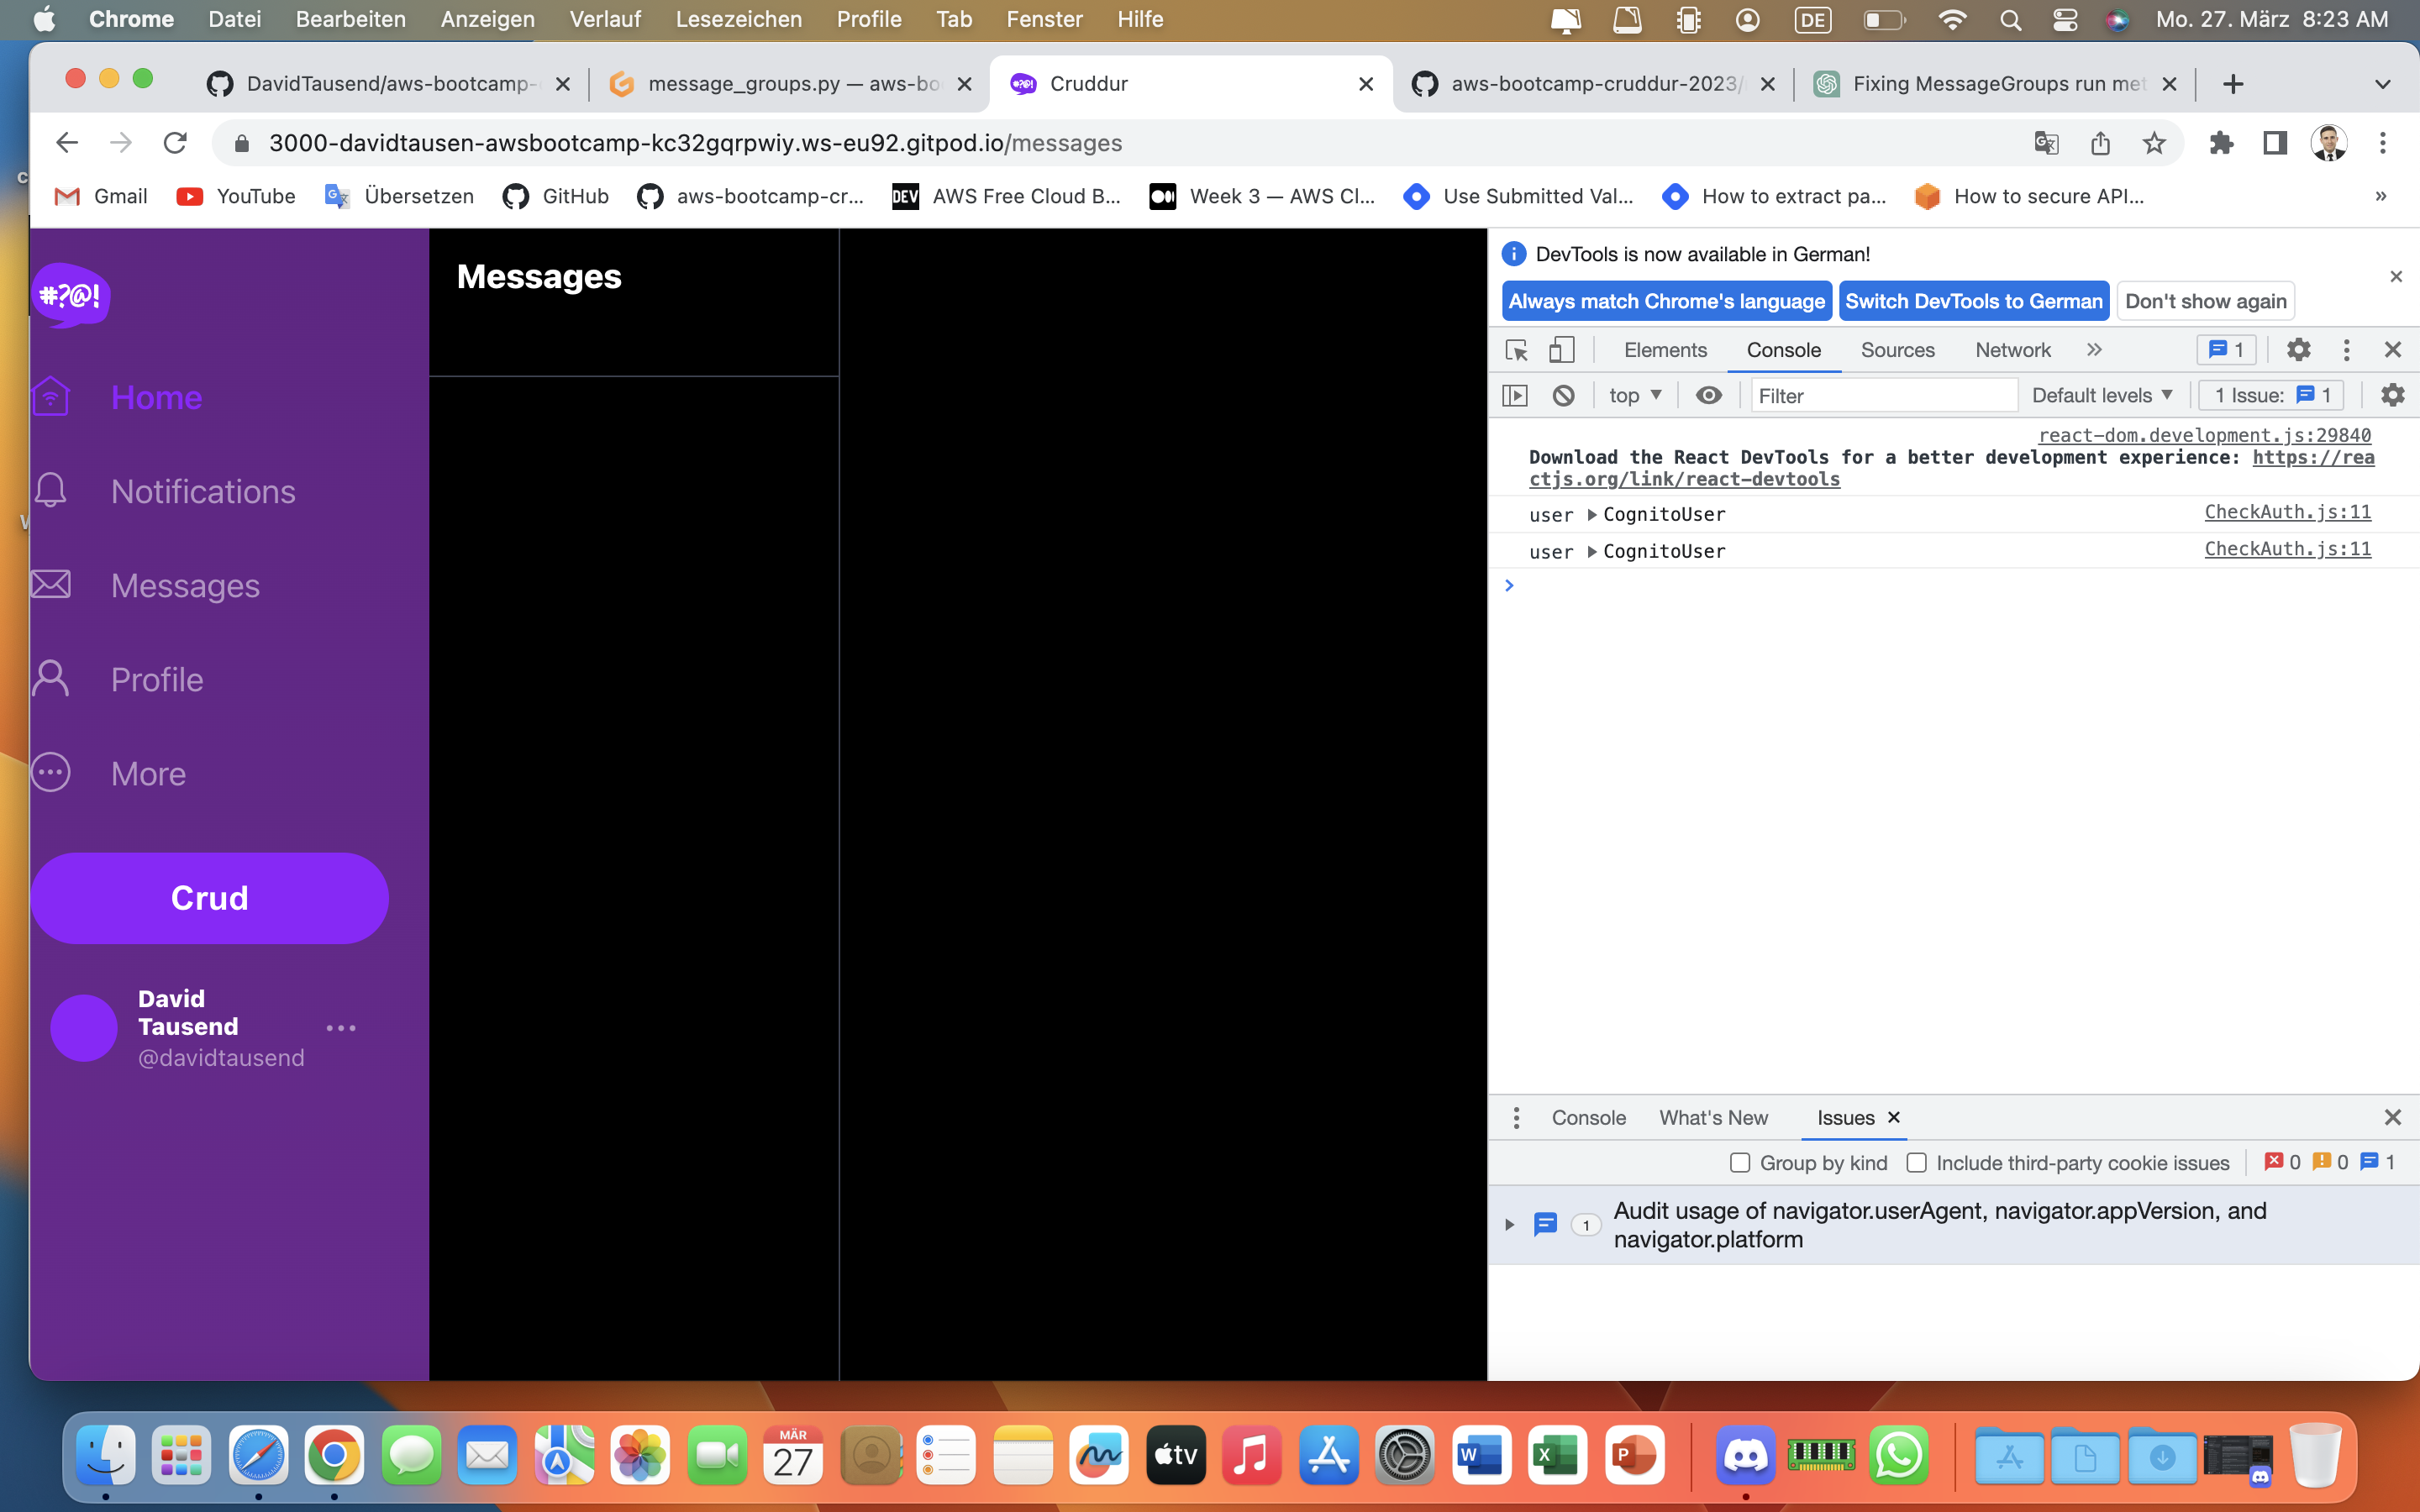 Chrome Datei Bearbeiten Anzeigen Verlauf Lesezeichen Profile Tab Fenster Hilfe DE Mo. 27. März 8:23 AM
DavidTausend/aws-bootcamp- message_groups.py — aws-bo Cruddur aws-bootcamp-cruddur-2023/ Fixing MessageGroups run met
3000-davidtausen-awsbootcamp-kc32gqrpwiy.ws-eu92.gitpod.io/messages
Gmail YouTube Übersetzen GitHub aws-bootcamp-cr... DEV AWS Free Cloud B... Week 3 — AWS Cl... Use Submitted Val... How to extract pa... How to secure API... »
#?@!
Home
Notifications
Messages
Profile
More
Crud
David
Tausend
@davidtausend
Messages
DevTools is now available in German!
Always match Chrome's language Switch DevTools to German Don't show again
Elements Console Sources Network » 1
top Filter Default levels 1 Issue: 1
react-dom.development.js:29840
Download the React DevTools for a better development experience: https://rea
ctjs.org/link/react-devtools
user CognitoUser CheckAuth.js:11
user CognitoUser CheckAuth.js:11
Console What's New Issues
Group by kind Include third-party cookie issues 0 0 1
1 Audit usage of navigator.userAgent, navigator.appVersion, and
navigator.platform
MÄR
27
tv
W
X
P